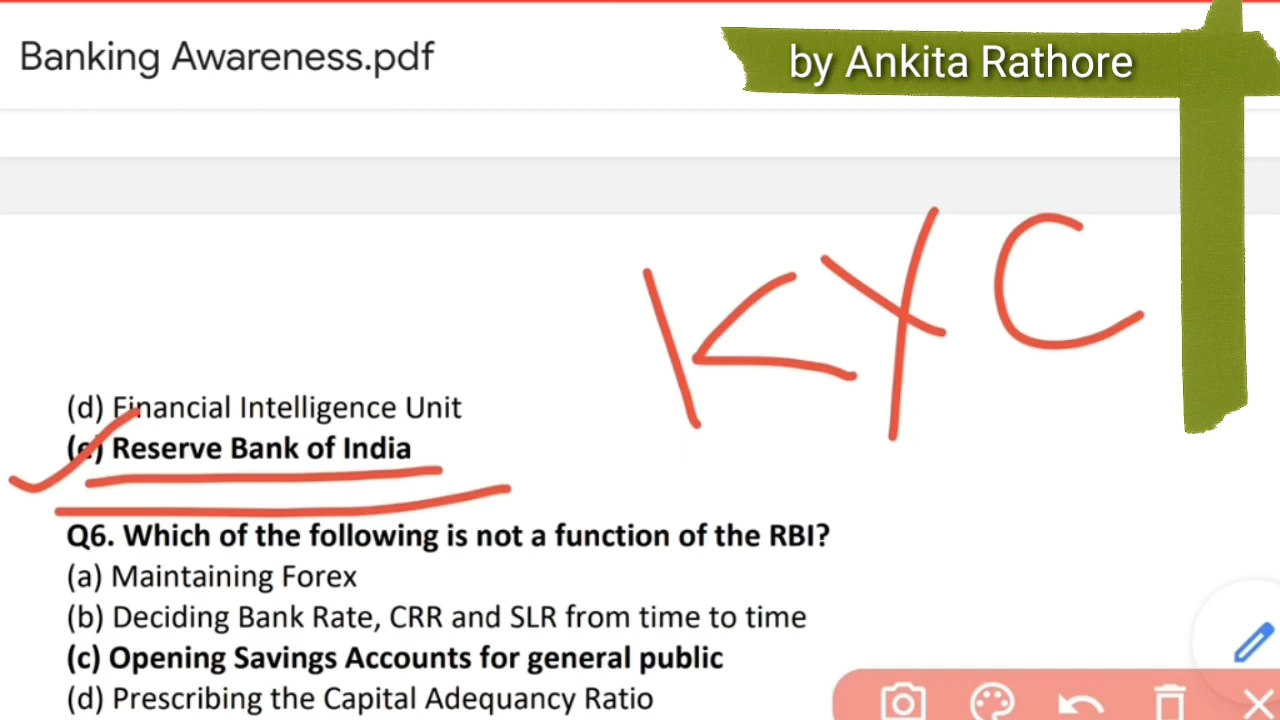 Banking Awareness.pdf
by Ankita Rathore
KYC
(d) Financial Intelligence Unit
(e) Reserve Bank of India
Q6. Which of the following is not a function of the RBI?
(a) Maintaining Forex
(b) Deciding Bank Rate, CRR and SLR from time to time
(c) Opening Savings Accounts for general public
(d) Prescribing the Capital Adequancy Ratio